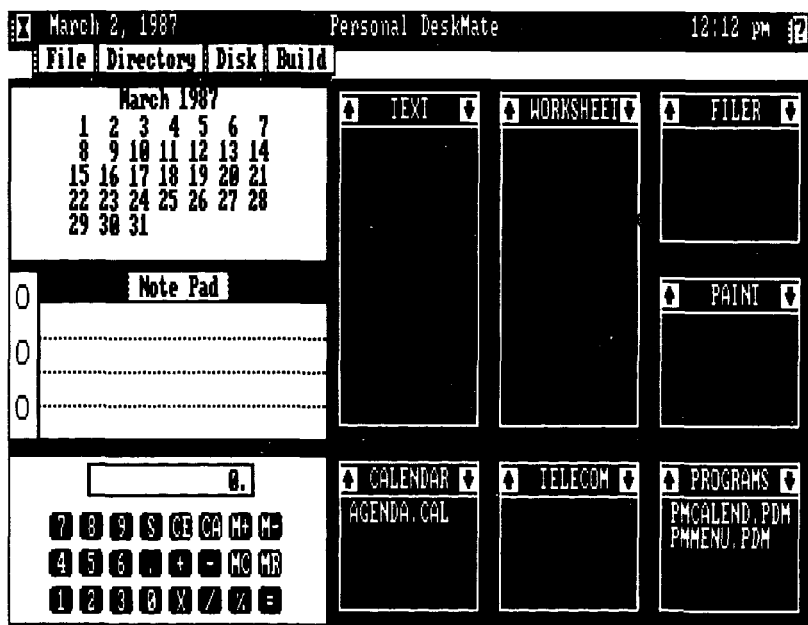 March 2, 1987 Personal DeskMate 12:12 pm ?
File Directory Disk Build
March 1987
1 2 3 4 5 6 7
8 9 10 11 12 13 14
15 16 17 18 19 20 21
22 23 24 25 26 27 28
29 30 31
Note Pad
0.
7 8 9 S CE CA M+ M-
4 5 6 . + - MC MR
1 2 3 0 X / % =
TEXT
WORKSHEET
FILER
PAINT
CALENDAR
AGENDA.CAL
TELECOM
PROGRAMS
PMCALEND.PDM
PMMENU.PDM